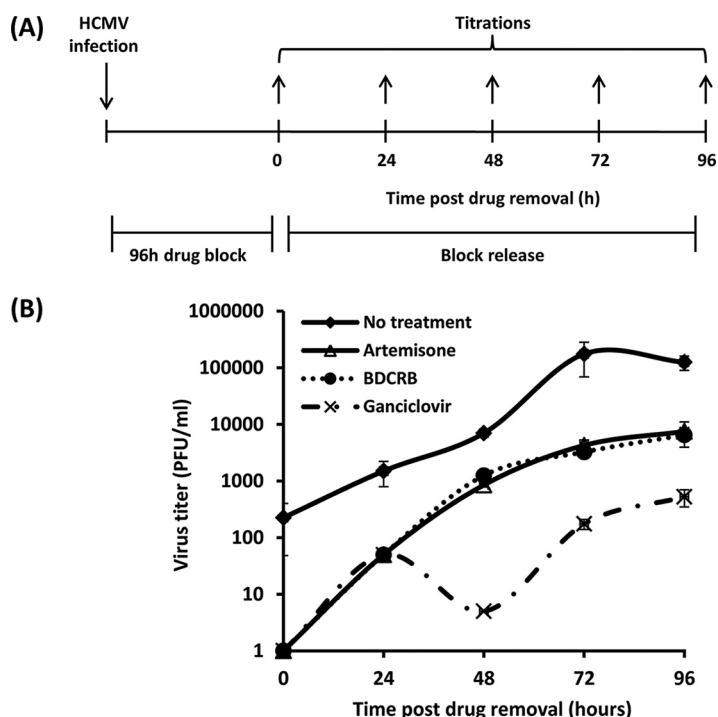 (A)
HCMV
infection
Titrations
0 24 48 72 96
Time post drug removal (h)
96h drug block Block release
(B)
1000000
100000
10000
1000
100
10
1
Virus titer (PFU/ml)
No treatment
Artemisone
BDCRB
Ganciclovir
0 24 48 72 96
Time post drug removal (hours)